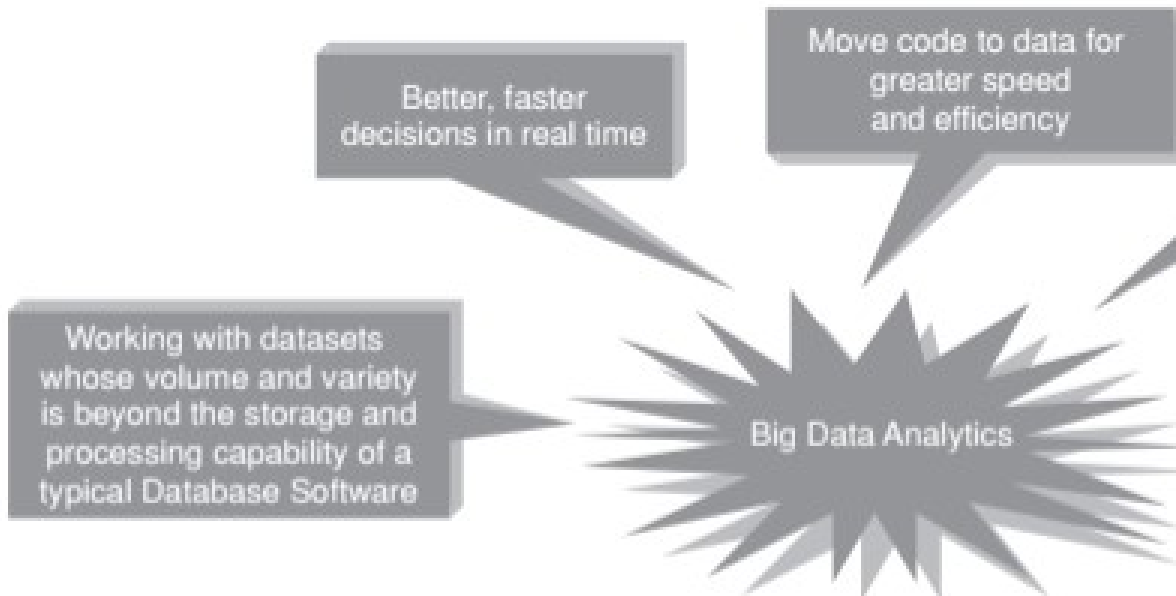 Move code to data for
greater speed
and efficiency
Better, faster
decisions in real time
Working with datasets
whose volume and variety
is beyond the storage and
processing capability of a
typical Database Software
Big Data Analytics